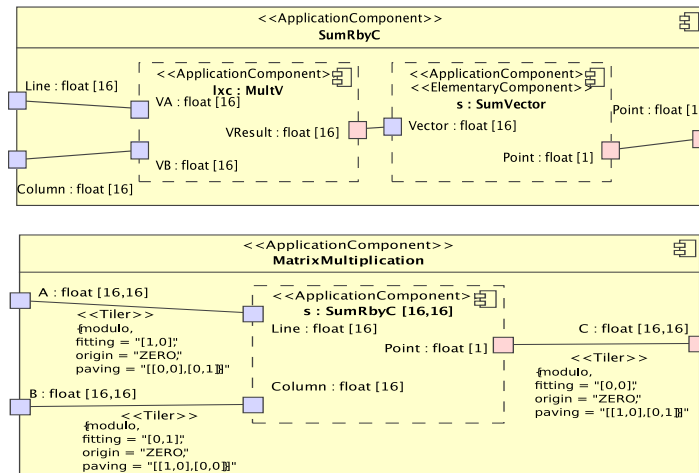 <<ApplicationComponent>>
SumRbyC
Line : float [16]
<<ApplicationComponent>
lxc : MultV
VA : float [16]
VResult : float [16]
VB : float [16]
Column : float [16]
<<ApplicationComponent>
<<ElementaryComponent>>
s : SumVector
Vector : float [16]
Point : float [1]
Point : float [1
<<ApplicationComponent>>
MatrixMultiplication
A : float [16,16]
<<Tiler>>
{modulo,
fitting = "[1,0]",
origin = "ZERO",
paving = "[[0,0],[0,1]]}"
B : float [16,16]
<<Tiler>>
{modulo,
fitting = "[0,1]",
origin = "ZERO",
paving = "[[1,0],[0,0]]}"
<<ApplicationComponent>
s : SumRbyC [16,16]
Line : float [16]
Point : float [1]
Column : float [16]
C : float [16,16]
<<Tiler>>
{modulo,
fitting = "[0,0]",
origin = "ZERO",
paving = "[[1,0],[0,1]]}"